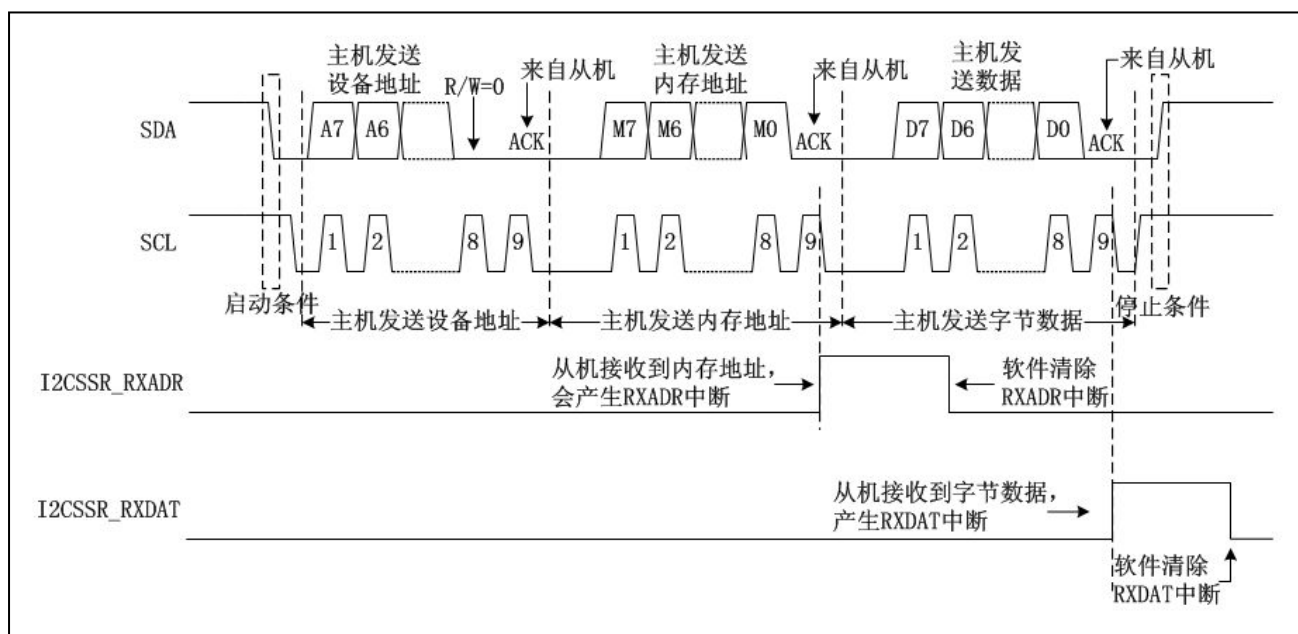 主机发送
设备地址
R/W=0
来自从机
主机发送
内存地址
来自从机
主机发
送数据
来自从机
SDA
A7
A6
ACK
M7
M6
M0
ACK
D7
D6
D0
ACK
SCL
1
2
8
9
1
2
8
9
1
2
8
9
启动条件
主机发送设备地址
主机发送内存地址
主机发送字节数据
停止条件
I2CSSR_RXADR
从机接收到内存地址,
会产生RXADR中断
软件清除
RXADR中断
I2CSSR_RXDAT
从机接收到字节数据,
产生RXDAT中断
软件清除
RXDAT中断